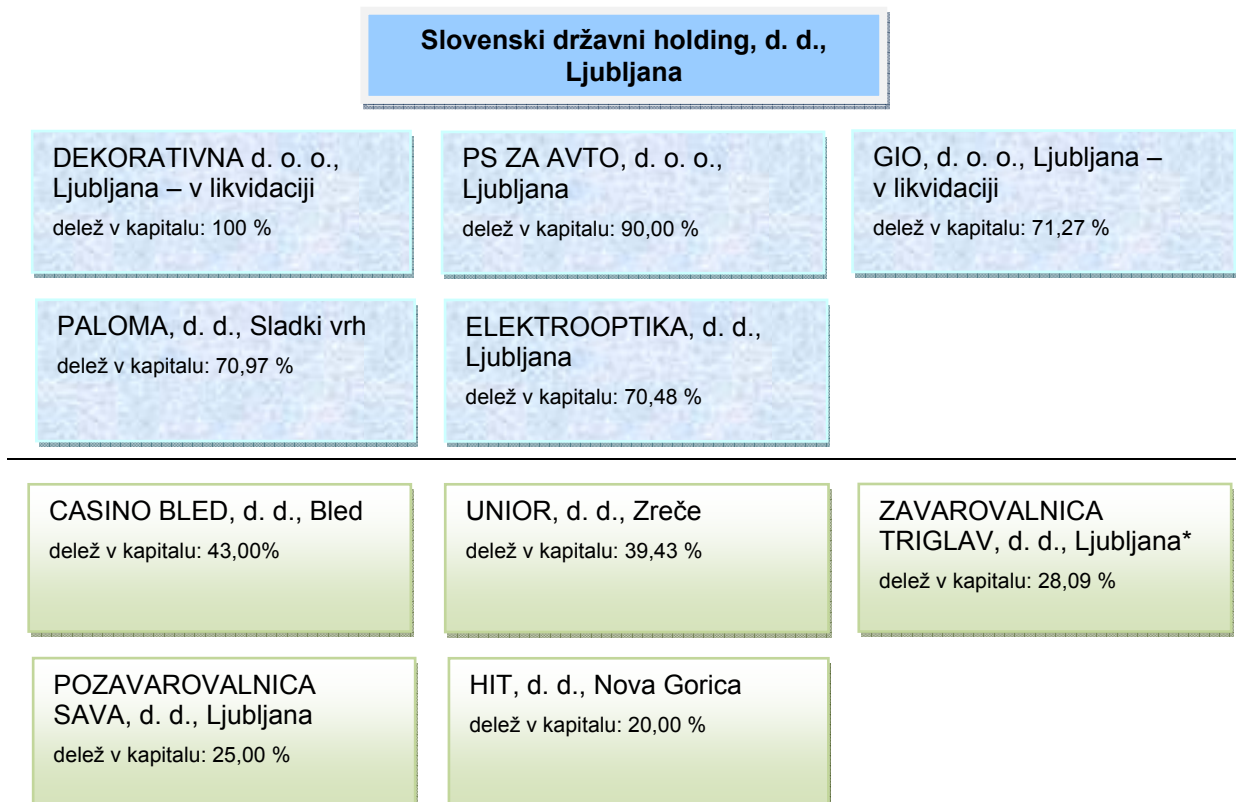 Slovenski državni holding, d. d.,
Ljubljana
DEKORATIVNA d. o. o.,
Ljubljana – v likvidaciji
delež v kapitalu: 100 %
PS ZA AVTO, d. o. o.,
Ljubljana
delež v kapitalu: 90,00 %
GIO, d. o. o., Ljubljana –
v likvidaciji
delež v kapitalu: 71,27 %
PALOMA, d. d., Sladki vrh
delež v kapitalu: 70,97 %
ELEKTROOPTIKA, d. d.,
Ljubljana
delež v kapitalu: 70,48 %
CASINO BLED, d. d., Bled
delež v kapitalu: 43,00%
UNIOR, d. d., Zreče
delež v kapitalu: 39,43 %
ZAVAROVALNICA
TRIGLAV, d. d., Ljubljana*
delež v kapitalu: 28,09 %
POZAVAROVALNICA
SAVA, d. d., Ljubljana
delež v kapitalu: 25,00 %
HIT, d. d., Nova Gorica
delež v kapitalu: 20,00 %